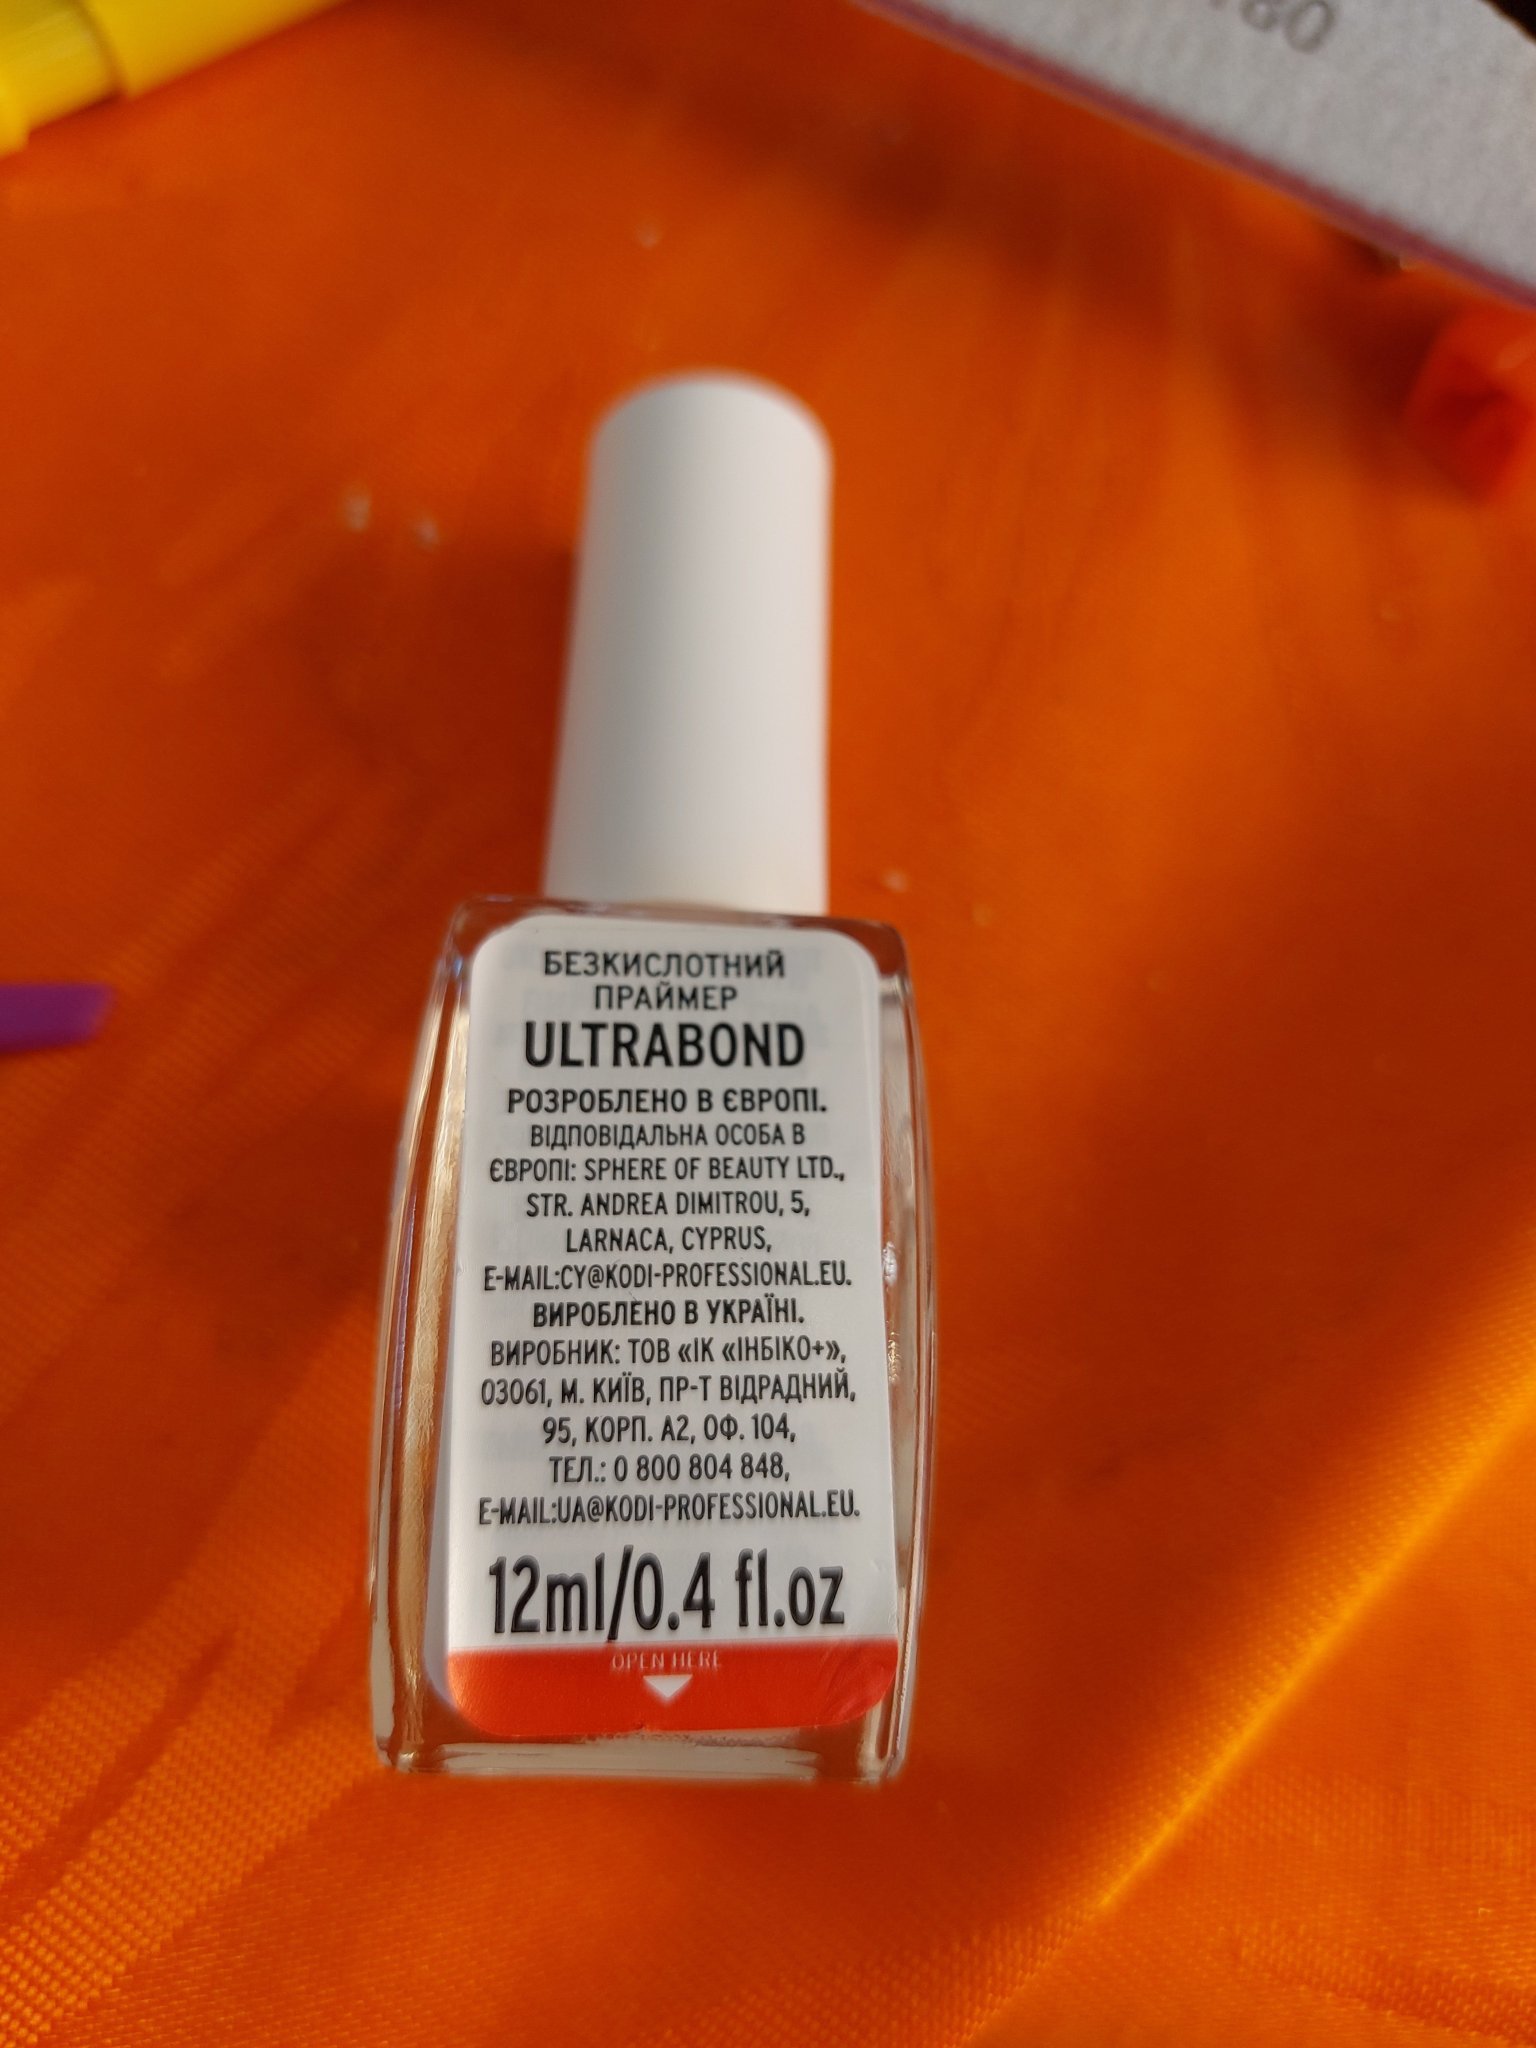 180
БЕЗКИСЛОТНИЙ
ПРАЙМЕР
ULTRABOND
РОЗРОБЛЕНО В ЄВРОПІ.
ВІДПОВІДАЛЬНА ОСОБА В
ЄВРОПІ: SPHERE OF BEAUTY LTD.,
STR. ANDREA DIMITROU, 5,
LARNACA, CYPRUS,
E-MAIL:CY@KODI-PROFESSIONAL.EU.
ВИРОБЛЕНО В УКРАЇНІ.
ВИРОБНИК: ТОВ «ІК «ІНБІКО+»,
03061, М. КИЇВ, ПР-Т ВІДРАДНИЙ,
95, КОРП. А2, ОФ. 104,
ТЕЛ.: 0 800 804 848,
E-MAIL:UA@KODI-PROFESSIONAL.EU.
12ml/0.4 fl.oz
OPEN HERE